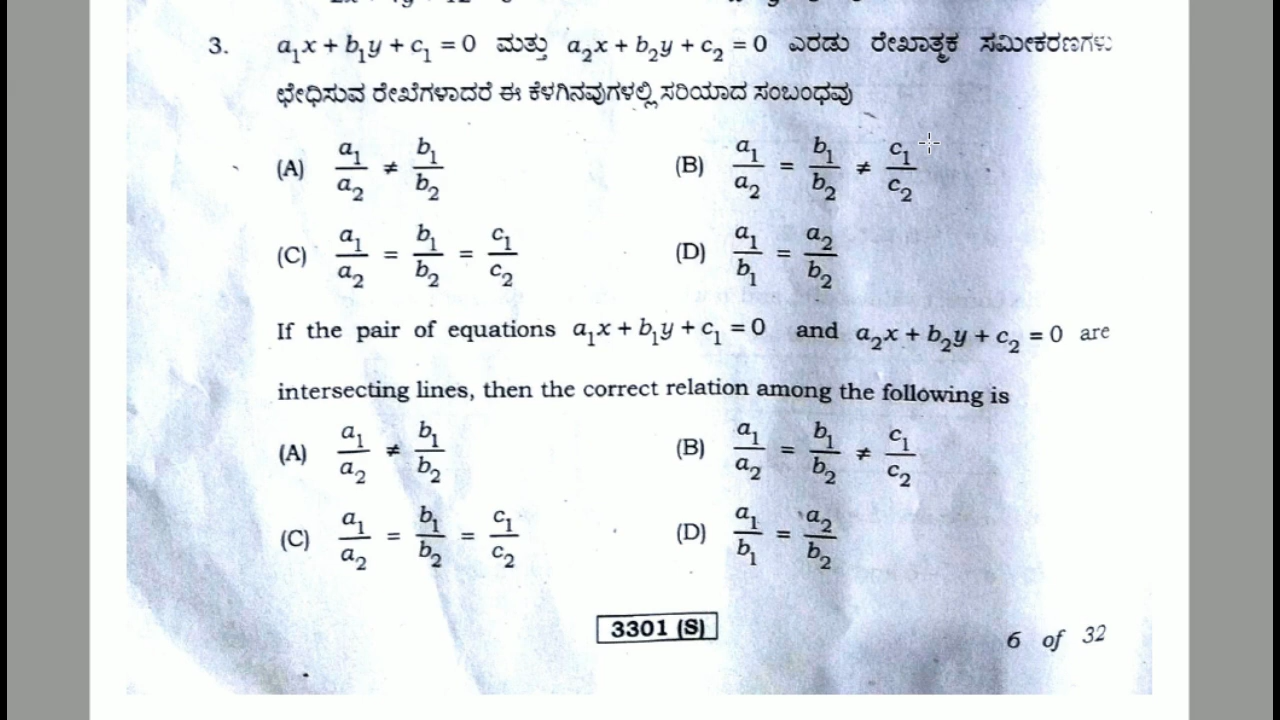 3. a₁x + b₁y + c₁ = 0 ಮತ್ತು a₂x + b₂y + c₂ = 0 ಎರಡು ರೇಖಾತ್ಮಕ ಸಮೀಕರಣಗಳು
ಛೇಧಿಸುವ ರೇಖೆಗಳಾದರೆ ಈ ಕೆಳಗಿನವುಗಳಲ್ಲಿ ಸರಿಯಾದ ಸಂಬಂಧವು
(A) a₁/a₂ ≠ b₁/b₂ (B) a₁/a₂ = b₁/b₂ ≠ c₁/c₂
(C) a₁/a₂ = b₁/b₂ = c₁/c₂ (D) a₁/b₁ = a₂/b₂
If the pair of equations a₁x + b₁y + c₁ = 0 and a₂x + b₂y + c₂ = 0 are
intersecting lines, then the correct relation among the following is
(A) a₁/a₂ ≠ b₁/b₂ (B) a₁/a₂ = b₁/b₂ ≠ c₁/c₂
(C) a₁/a₂ = b₁/b₂ = c₁/c₂ (D) a₁/b₁ = a₂/b₂
3301 (S) 6 of 32